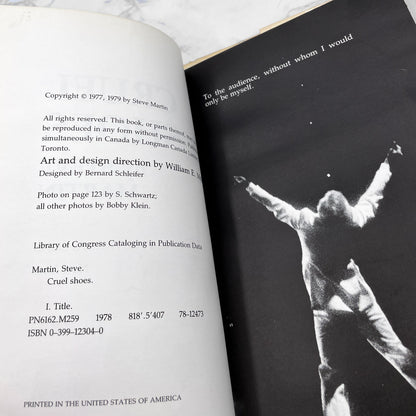 Copyright © 1977, 1979 by Steve Martin
All rights reserved. This book, or parts thereof, may
be reproduced in any form without permission.
simultaneously in Canada by Longman Canada
Toronto.
Art and design direction by William E.
Designed by Bernard Schleifer
Photo on page 123 by S. Schwartz;
all other photos by Bobby Klein.
Library of Congress Cataloging in Publication Data
Martin, Steve.
Cruel shoes.
I. Title.
PN6162.M259 1978 818'.5'407 78-12473
ISBN 0-399-12304-0
PRINTED IN THE UNITED STATES OF AMERICA
To the audience, without whom I would
only be myself.